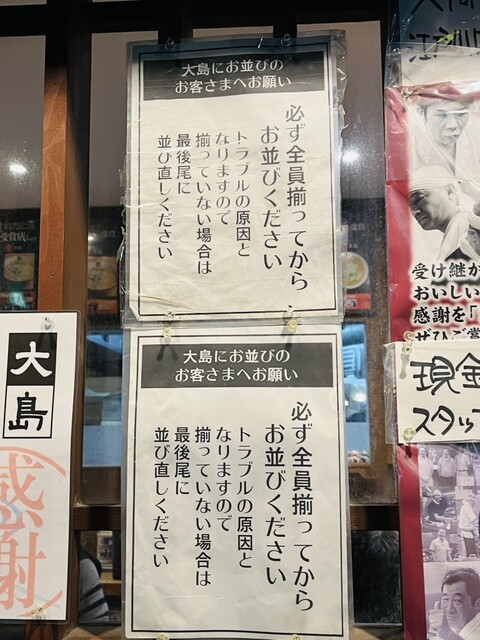 大島にお並びの
お客さまへお願い
必ず全員揃ってから
お並びください
トラブルの原因と
なりますので
揃っていない場合は
最後尾に
並び直しください
大島にお並びの
お客さまへお願い
必ず全員揃ってから
お並びください
トラブルの原因と
なりますので
揃っていない場合は
最後尾に
並び直しください
大島
感謝
受け継が
おいしい
感謝を「
ぜひご賞
現金
スタッフ